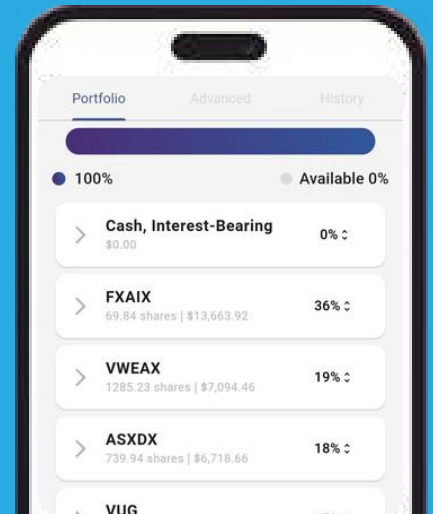 Portfolio Advanced History
100% Available 0%
Cash, Interest-Bearing 0%
$0.00
FXAIX 36%
69.84 shares | $13,663.92
VWEAX 19%
1285.23 shares | $7,094.46
ASXDX 18%
739.94 shares | $6,718.66
VUG